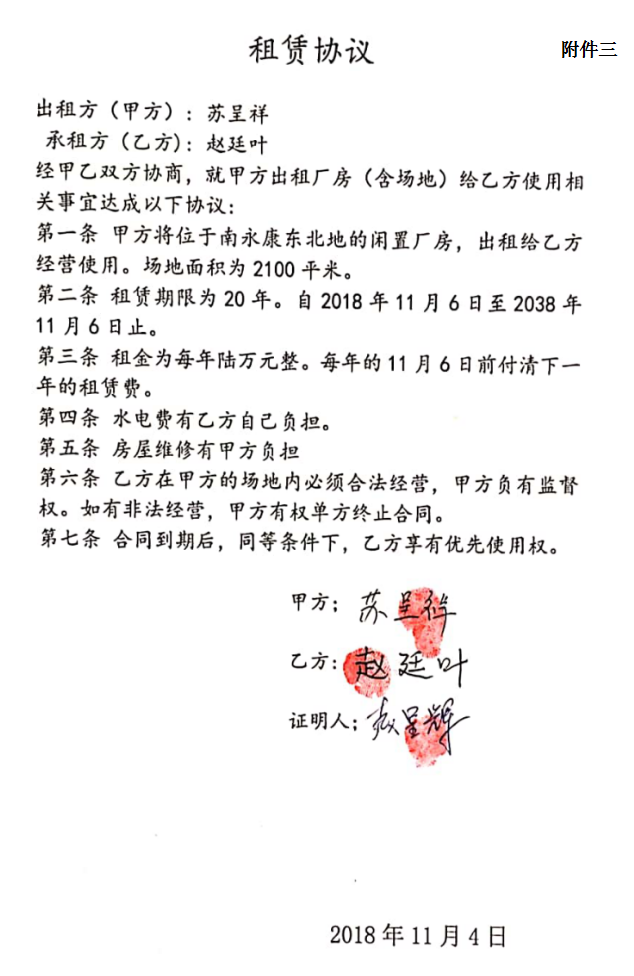 租赁协议
附件三
出租方（甲方）：苏呈祥
承租方（乙方）：赵廷叶
经甲乙双方协商，就甲方出租厂房（含场地）给乙方使用相
关事宜达成以下协议：
第一条 甲方将位于南永康东北地的闲置厂房，出租给乙方
经营使用。场地面积为 2100 平米。
第二条 租赁期限为 20 年。自 2018 年 11 月 6 日至 2038 年
11 月 6 日止。
第三条 租金为每年陆万元整。每年的 11 月 6 日前付清下一
年的租赁费。
第四条 水电费有乙方自己负担。
第五条 房屋维修有甲方负担
第六条 乙方在甲方的场地内必须合法经营，甲方负有监督
权。如有非法经营，甲方有权单方终止合同。
第七条 合同到期后，同等条件下，乙方享有优先使用权。
甲方；苏呈祥
乙方：赵廷叶
证明人；呈辉
2018 年 11 月 4 日